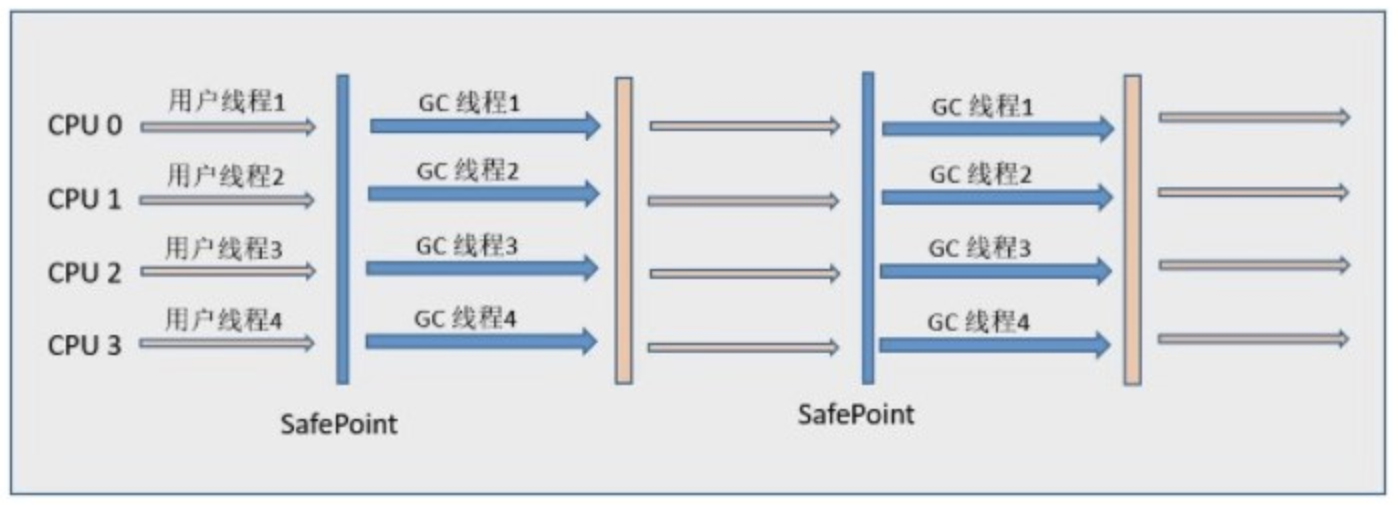 用户线程1 GC 线程1 GC 线程1
CPU 0
用户线程2 GC 线程2 GC 线程2
CPU 1
用户线程3 GC 线程3 GC 线程3
CPU 2
用户线程4 GC 线程4 GC 线程4
CPU 3
SafePoint SafePoint